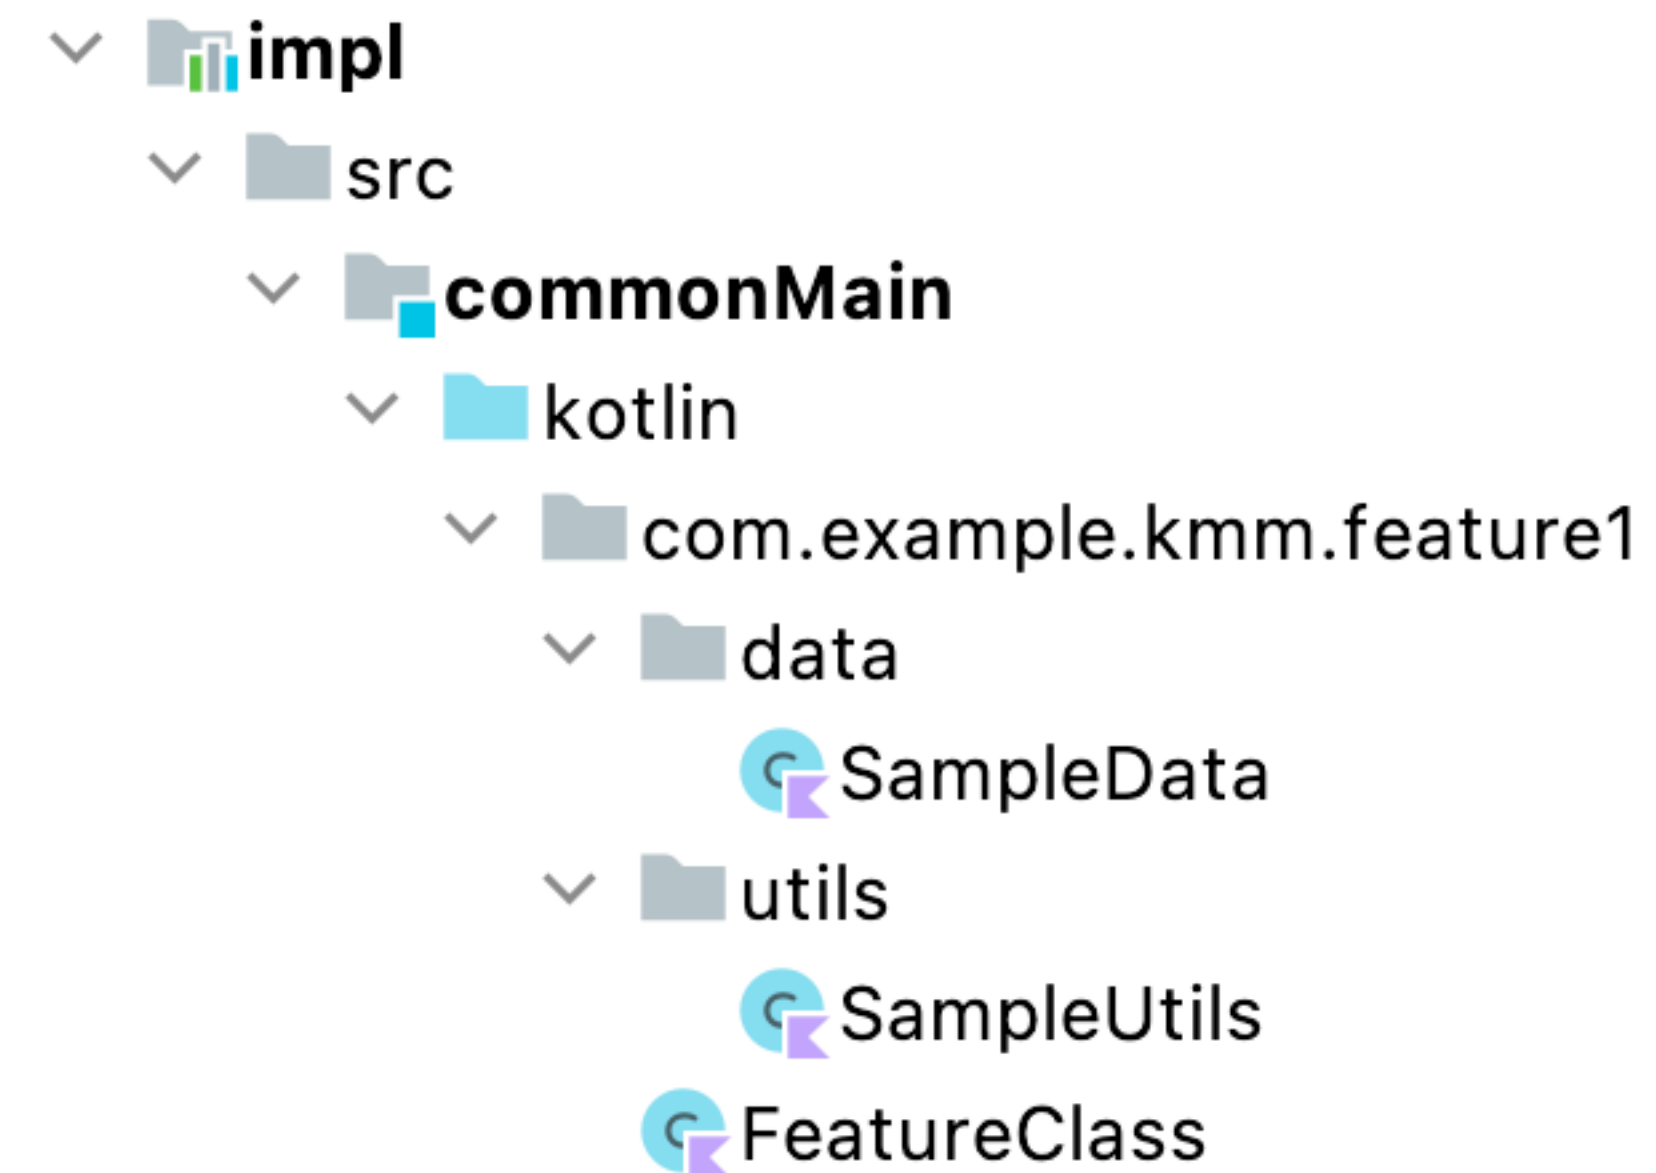 impl
src
commonMain
kotlin
com.example.kmm.feature1
data
SampleData
utils
SampleUtils
FeatureClass